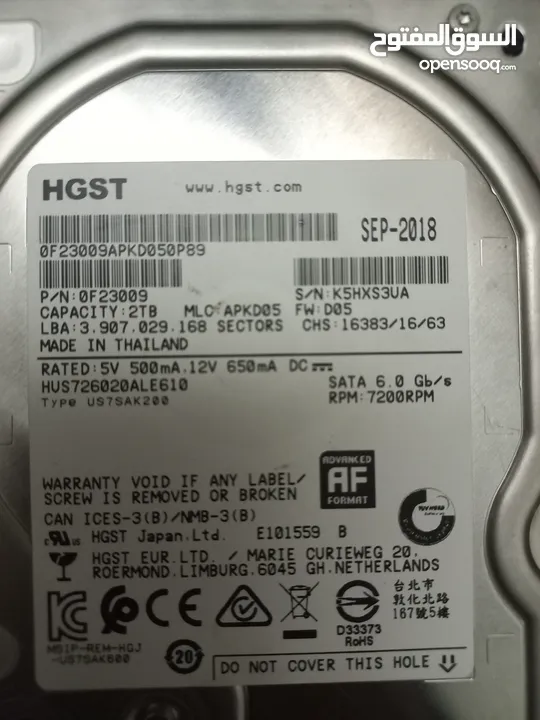 السوق المفتوح
opensooq.com
HGST
www.hgst.com
SEP-2018
0F23009APKD050P89
P/N:0F23009
S/N:K5HXS3UA
CAPACITY:2TB MLC:APKD05 FW:D05
LBA:3.907.029.168 SECTORS CHS:16383/16/63
MADE IN THAILAND
RATED:5V 500mA.12V 650mA DC
HUS726020ALE610
SATA 6.0 Gb/s
Type US7SAK200
RPM:7200RPM
ADVANCED
AF
FORMAT
WARRANTY VOID IF ANY LABEL/
SCREW IS REMOVED OR BROKEN
CAN ICES-3(B)/NMB-3(B)
HGST Japan.Ltd. E101559 B
HGST EUR.LTD. / MARIE CURIEWEG 20,
ROERMOND.LIMBURG.6045 GH.NETHERLANDS
台北市
敦化北路
167號5樓
D33373
RoHS
MSIP-REM-HGJ
-US7SAK600
20
DO NOT COVER THIS HOLE